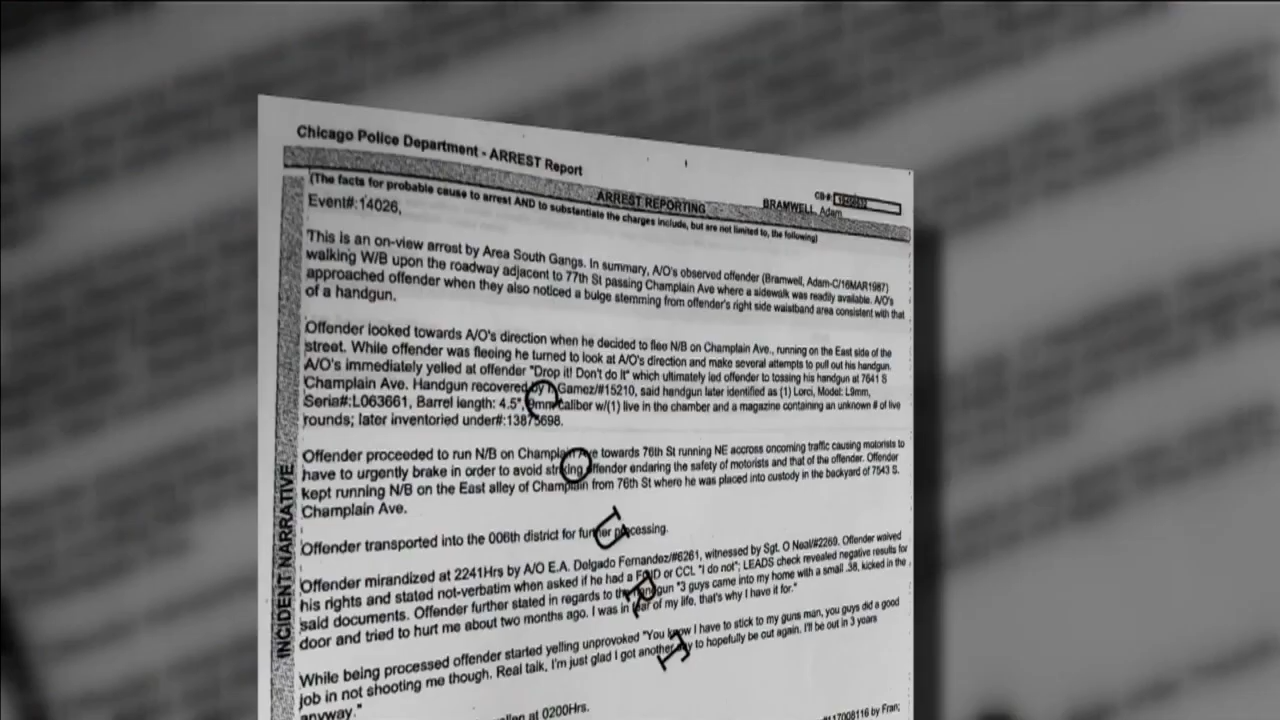 Chicago Police Department - ARREST Report
CB#:
ARREST REPORTING
BRAMWELL, Adam
(The facts for probable cause to arrest AND to substantiate the charges include, but are not limited to, the following)
Event#:14026,
This is an on-view arrest by Area South Gangs. In summary, A/O's observed offender (Bramwell, Adam-C/16MAR1987)
walking W/B upon the roadway adjacent to 77th St passing Champlain Ave where a sidewalk was readily available. A/O's
approached offender when they also noticed a bulge stemming from offender's right side waistband area consistent with that
of a handgun.
Offender looked towards A/O's direction when he decided to flee N/B on Champlain Ave., running on the East side of the
street. While offender was fleeing he turned to look at A/O's direction and make several attempts to pull out his handgun.
A/O's immediately yelled at offender "Drop it! Don't do it" which ultimately led offender to tossing his handgun at 7641 S
Champlain Ave. Handgun recovered by Gamez/#15210, said handgun later identified as (1) Lorci, Model: L9mm,
Seria#:L063661, Barrel length: 4.5", 9mm caliber w/(1) live in the chamber and a magazine containing an unknown # of live
rounds; later inventoried under#:13875698.
Offender proceeded to run N/B on Champlain Ave towards 76th St running NE accross oncoming traffic causing motorists to
have to urgently brake in order to avoid striking offender endaring the safety of motorists and that of the offender. Offender
kept running N/B on the East alley of Champlain from 76th St where he was placed into custody in the backyard of 7543 S.
Champlain Ave.
Offender transported into the 006th district for further processing.
Offender mirandized at 2241Hrs by A/O E.A. Delgado Fernandez/#6261, witnessed by Sgt. O Neal/#2269. Offender waived
his rights and stated not-verbatim when asked if he had a FOID or CCL "I do not"; LEADS check revealed negative results for
said documents. Offender further stated in regards to the handgun "3 guys came into my home with a small .38, kicked in the
door and tried to hurt me about two months ago. I was in fear of my life, that's why I have it for."
While being processed offender started yelling unprovoked "You know I have to stick to my guns man, you guys did a good
job in not shooting me though. Real talk, I'm just glad I got another day to hopefully be out again. I'll be out in 3 years
anyway."
at 0200Hrs.
by Fran;
INCIDENT NARRATIVE
C
O
U
R
T